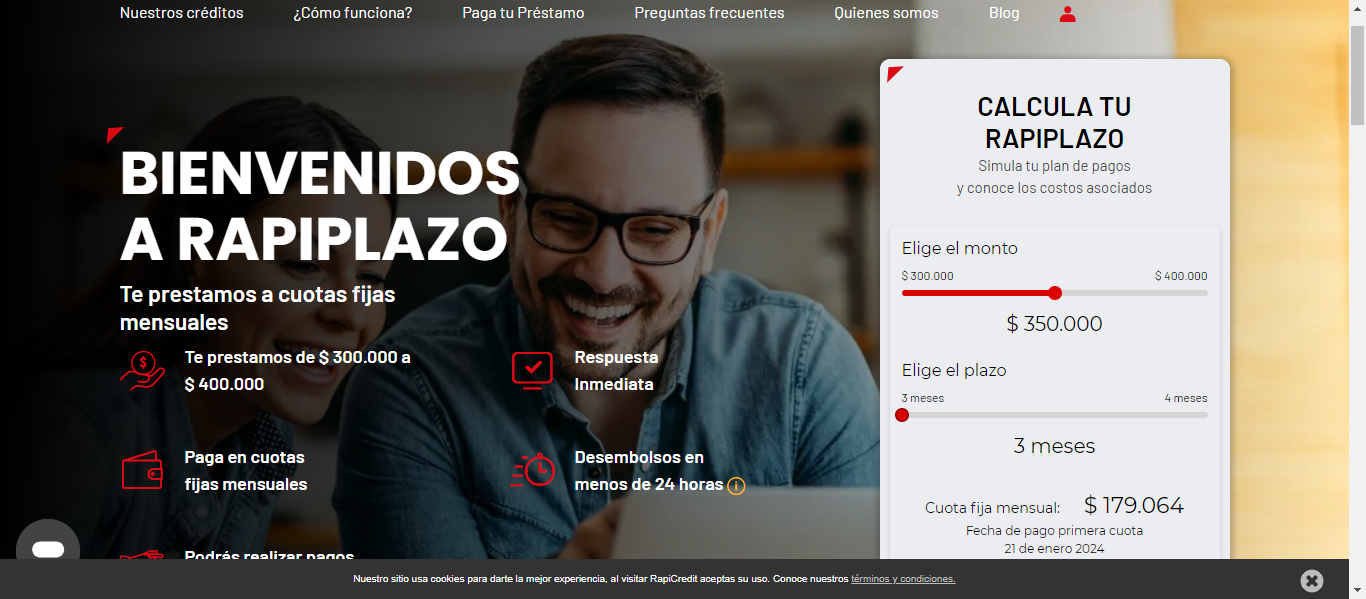 Nuestros créditos
¿Cómo funciona?
Paga tu Préstamo
Preguntas frecuentes
Quienes somos
Blog
BIENVENIDOS
A RAPIPLAZO
Te prestamos a cuotas fijas
mensuales
Te prestamos de $ 300.000 a
$ 400.000
Respuesta
Inmediata
Paga en cuotas
fijas mensuales
Desembolsos en
menos de 24 horas
Podrás realizar pagos
CALCULA TU
RAPIPLAZO
Simula tu plan de pagos
y conoce los costos asociados
Elige el monto
$ 300.000
$ 400.000
$ 350.000
Elige el plazo
3 meses
4 meses
3 meses
Cuota fija mensual: $ 179.064
Fecha de pago primera cuota
21 de enero 2024
Nuestro sitio usa cookies para darte la mejor experiencia, al visitar RapiCredit aceptas su uso. Conoce nuestros términos y condiciones.